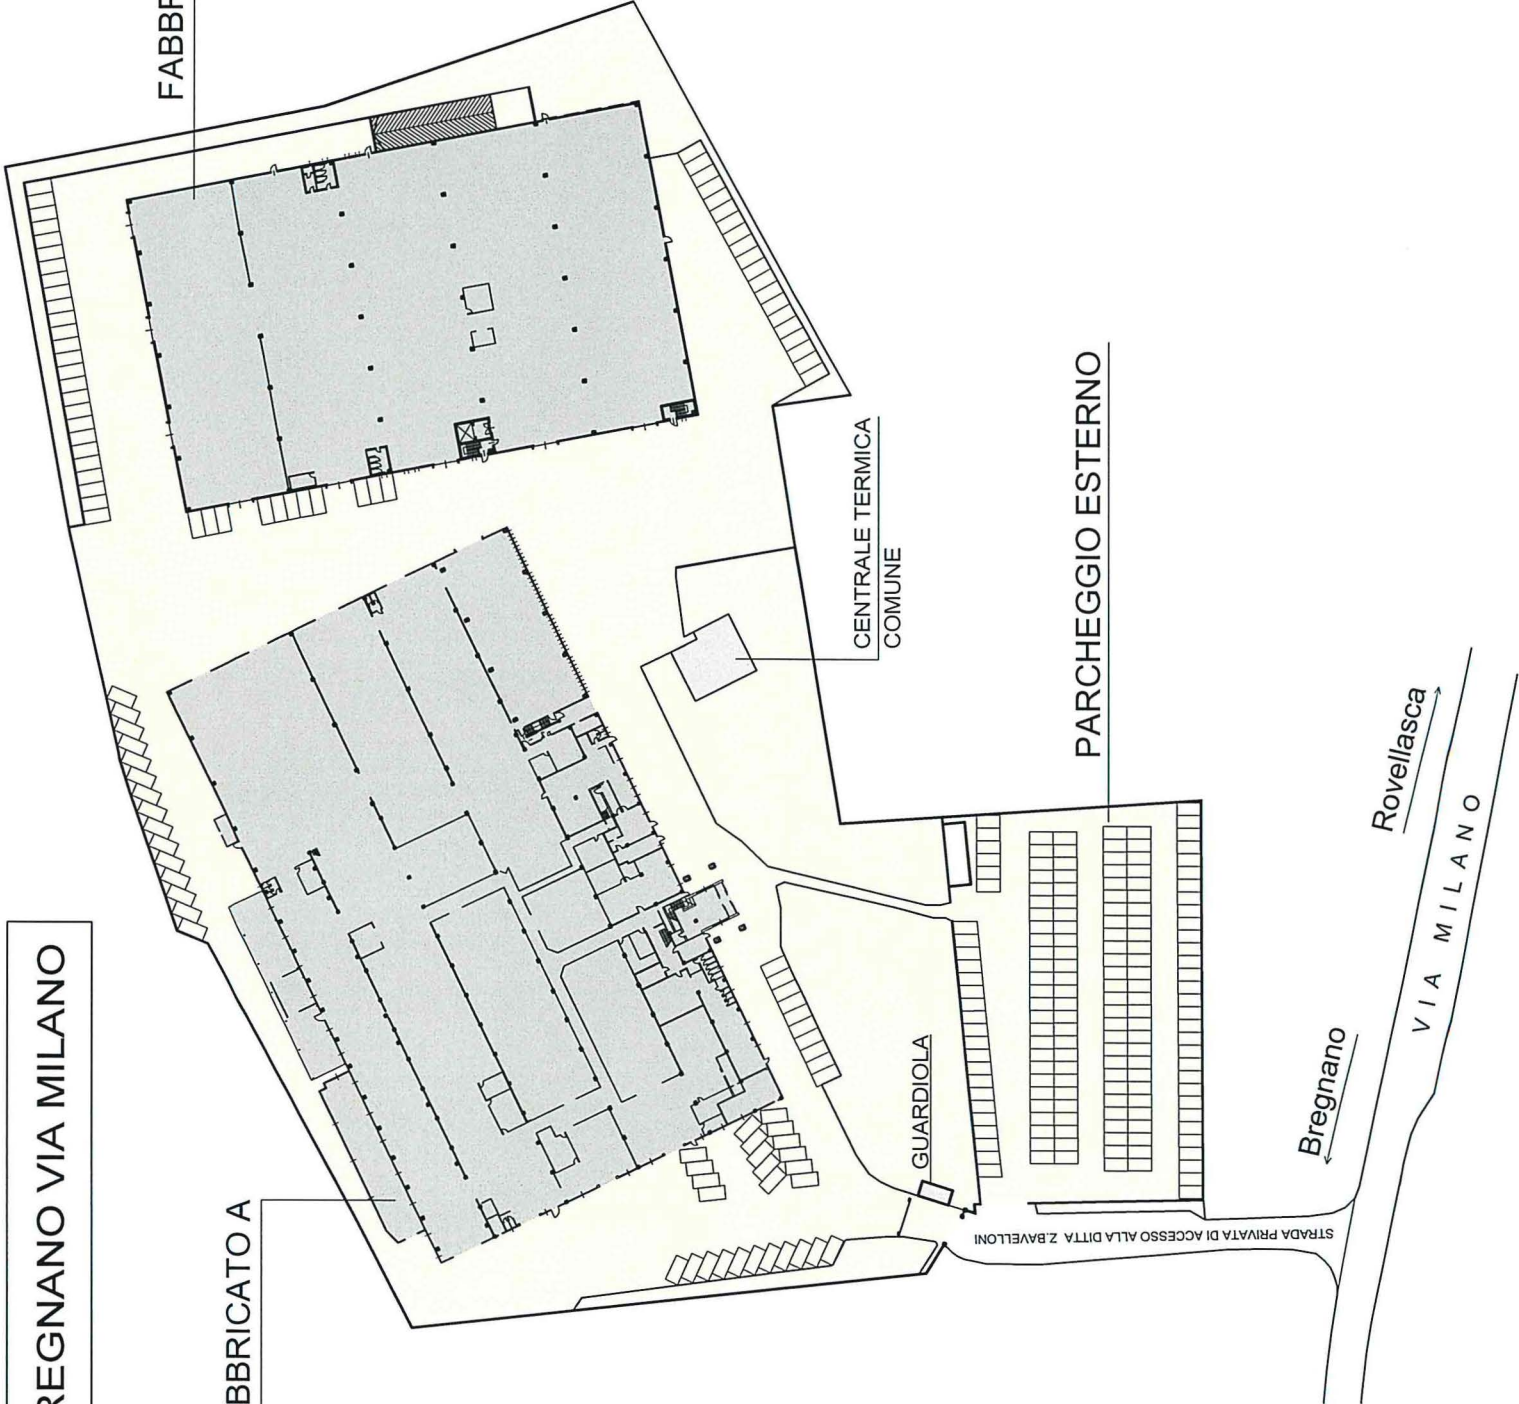 REGNANO VIA MILANO
FABBR
BBRICATO A
CENTRALE TERMICA
COMUNE
PARCHEGGIO ESTERNO
GUARDIOLA
Rovellasca
Bregnano
VIA MILANO
STRADA PRIVATA DI ACCESSO ALLA DITTA Z.BAVELLONI